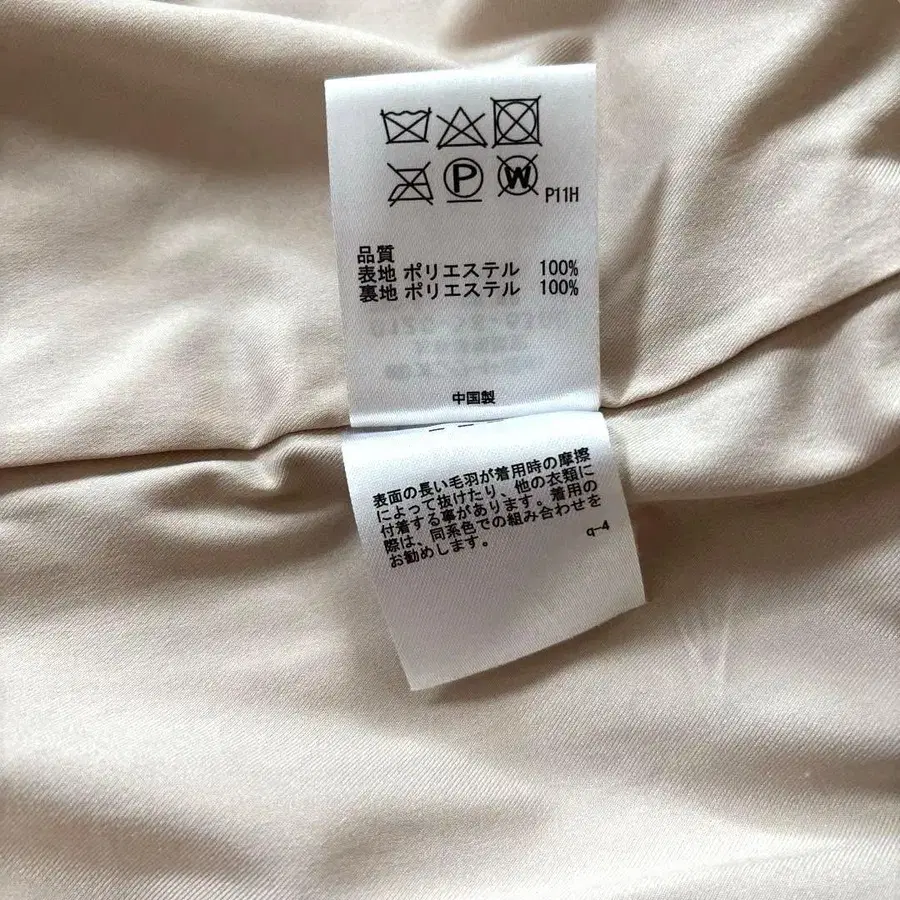 P
W
P11H
品質
表地 ポリエステル 100%
裏地 ポリエステル 100%
中国製
表面の長い毛羽が着用時の摩擦
によって抜けたり、他の衣類に
付着する事があります。着用の
際は、同系色での組み合わせを
お勧めします。
q-4